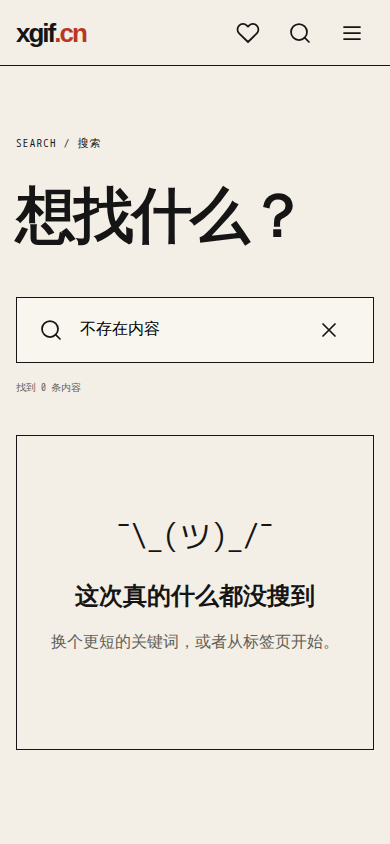 xgif.cn
SEARCH / 搜索
想找什么？
不存在内容
找到 0 条内容
¯\_(ツ)_/¯
这次真的什么都没搜到
换个更短的关键词，或者从标签页开始。